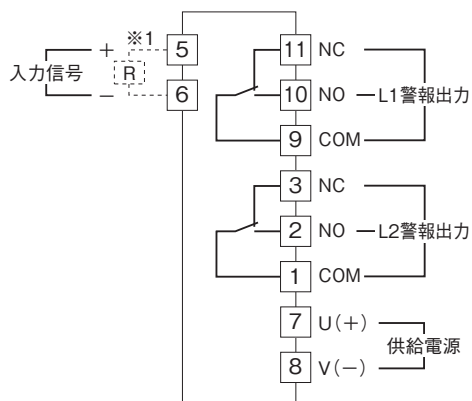 ※1
入力信号
+
5
R
−
6
11 NC
10 NO L1警報出力
9 COM
3 NC
2 NO L2警報出力
1 COM
7 U(+)
供給電源
8 V(−)